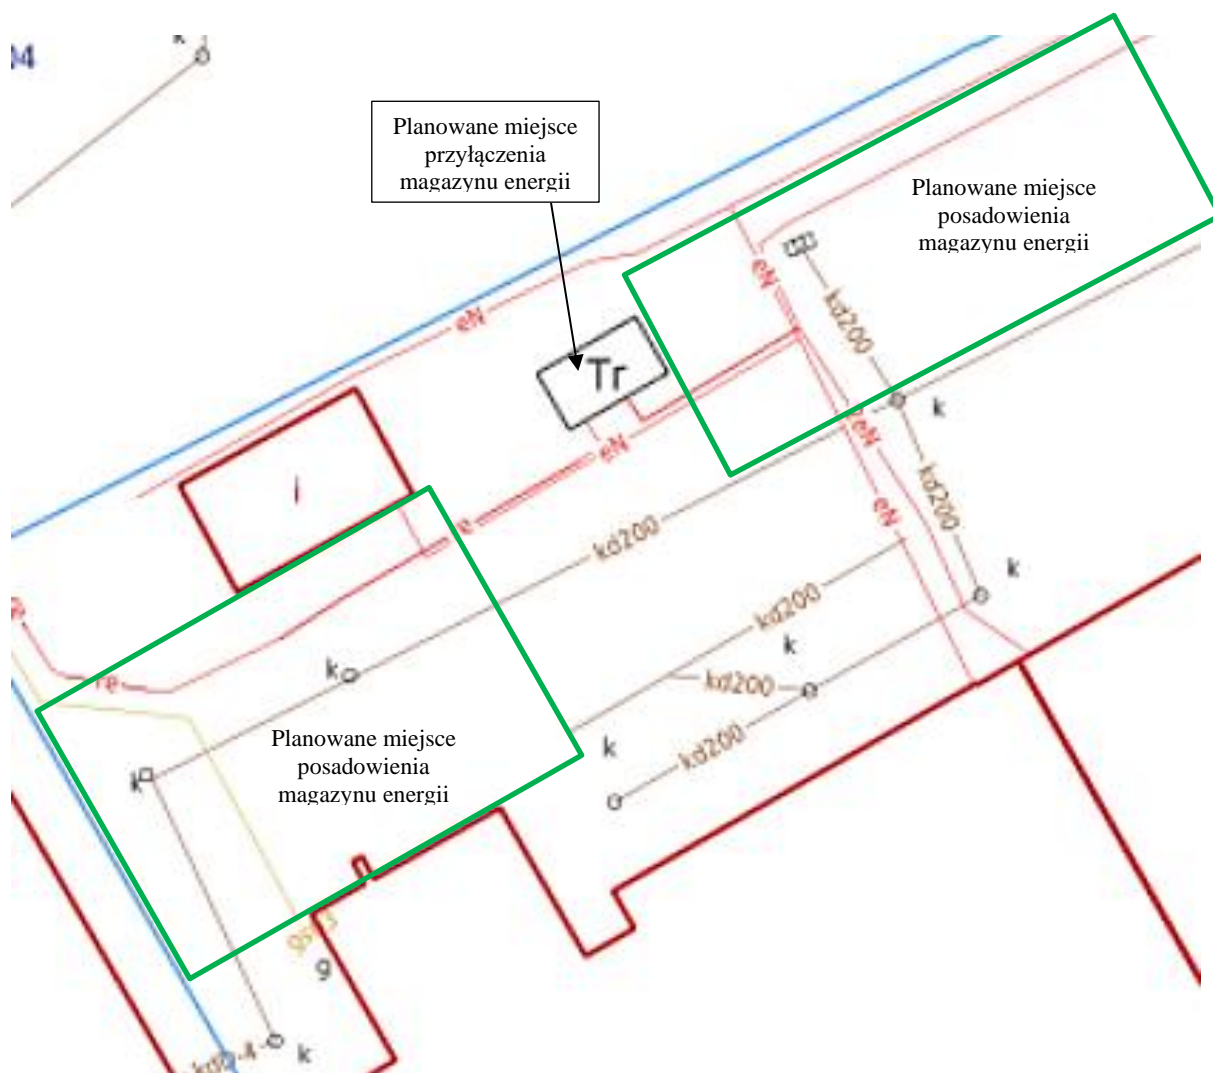 k
04
Planowane miejsce
przyłączenia
magazynu energii
Planowane miejsce
posadowienia
magazynu energii
eN
kd200
eN
Tr
k
eN
eN
i
kd200
eN
e
kd200
k
kd200
k
k
kd200
re
Planowane miejsce
posadowienia
magazynu energii
k
kd200
k
g
k